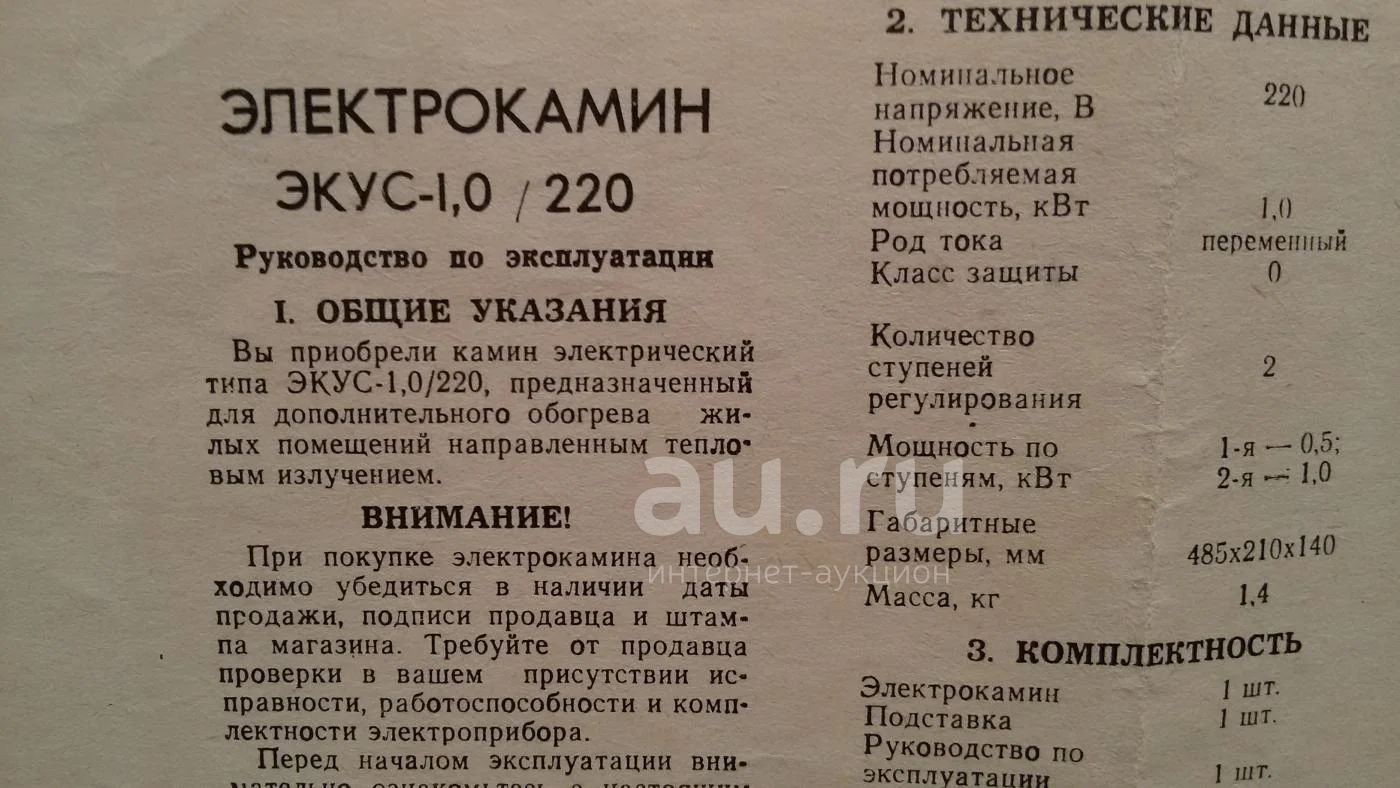 ЭЛЕКТРОКАМИН
ЭКУС-1,0 / 220
Руководство по эксплуатации
I. ОБЩИЕ УКАЗАНИЯ
Вы приобрели камин электрический
типа ЭКУС-1,0/220, предназначенный
для дополнительного обогрева жи-
лых помещений направленным тепло-
вым излучением.
ВНИМАНИЕ!
При покупке электрокамина необ-
ходимо убедиться в наличии даты
продажи, подписи продавца и штам-
па магазина. Требуйте от продавца
проверки в вашем присутствии ис-
правности, работоспособности и комп-
лектности электроприбора.
Перед началом эксплуатации вни-
мательно ознакомьтесь с настоящим
2. ТЕХНИЧЕСКИЕ ДАННЫЕ
Номинальное
напряжение, В 220
Номинальная
потребляемая
мощность, кВт 1,0
Род тока переменный
Класс защиты 0
Количество
ступеней 2
регулирования
Мощность по 1-я — 0,5;
ступеням, кВт 2-я — 1,0
Габаритные
размеры, мм 485х210х140
Масса, кг 1,4
3. КОМПЛЕКТНОСТЬ
Электрокамин 1 шт.
Подставка 1 шт.
Руководство по
эксплуатации 1 шт.
au.ru
интернет-аукцион